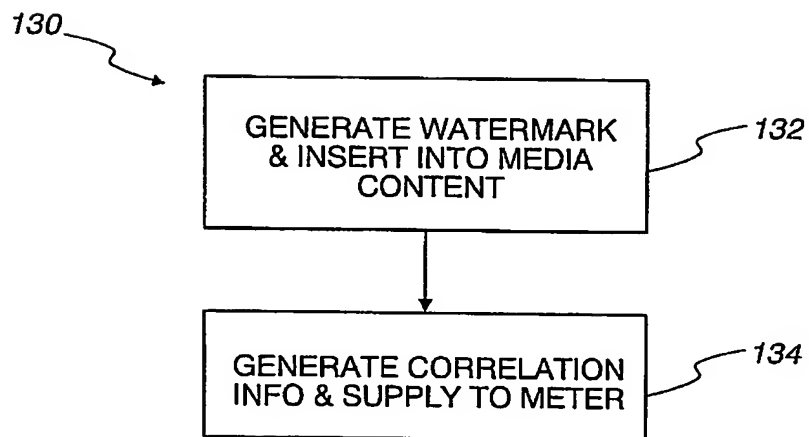 130
GENERATE WATERMARK
& INSERT INTO MEDIA
CONTENT
132
GENERATE CORRELATION
INFO & SUPPLY TO METER
134